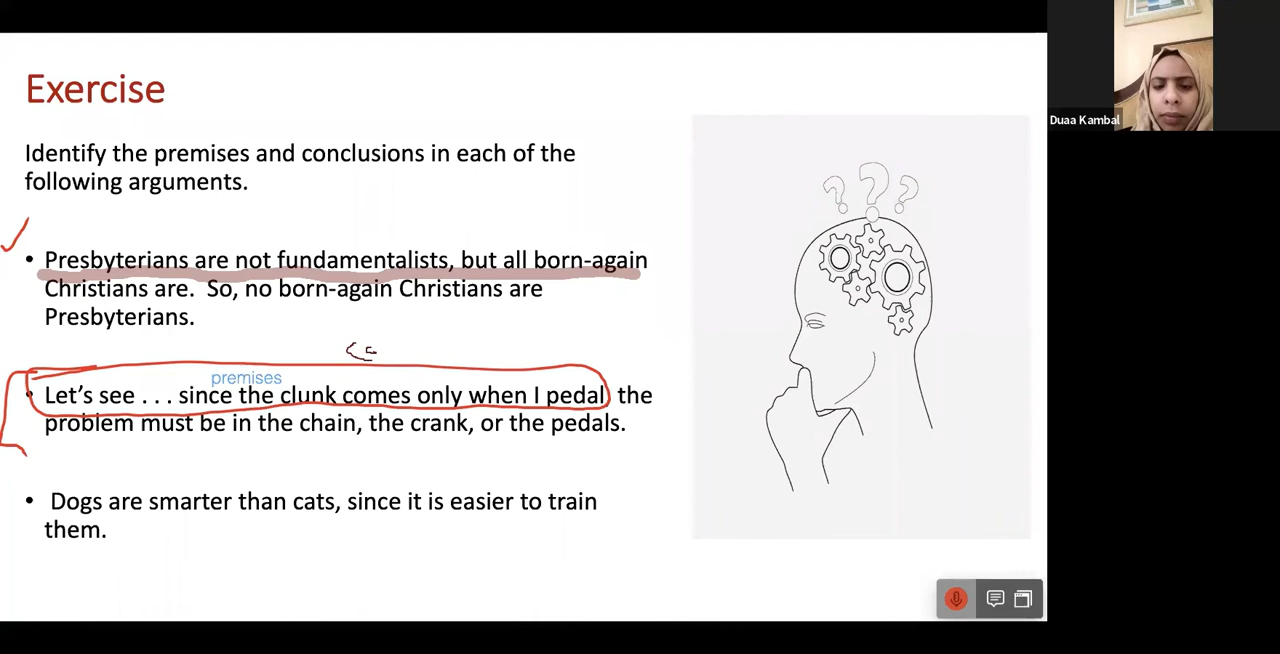 Exercise
Identify the premises and conclusions in each of the
following arguments.
• Presbyterians are not fundamentalists, but all born-again
Christians are.  So, no born-again Christians are
Presbyterians.
premises
• Let’s see . . . since the clunk comes only when I pedal, the
problem must be in the chain, the crank, or the pedals.
• Dogs are smarter than cats, since it is easier to train
them.
Duaa Kambal